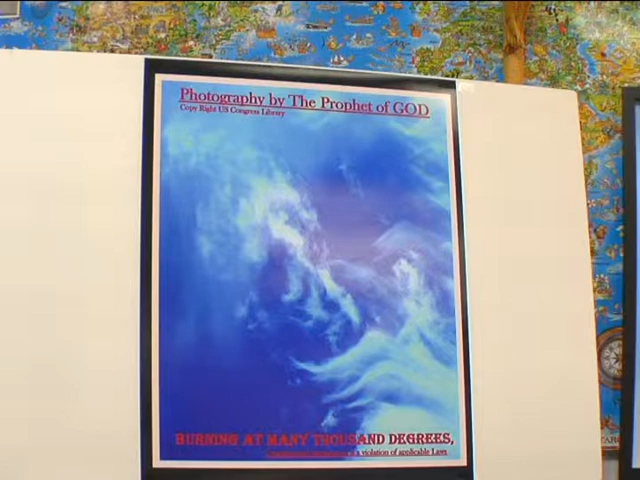 Photography by The Prophet of GOD
Copy Right US Congress Library
BURNING AT MANY THOUSAND DEGREES,
is a violation of applicable Laws